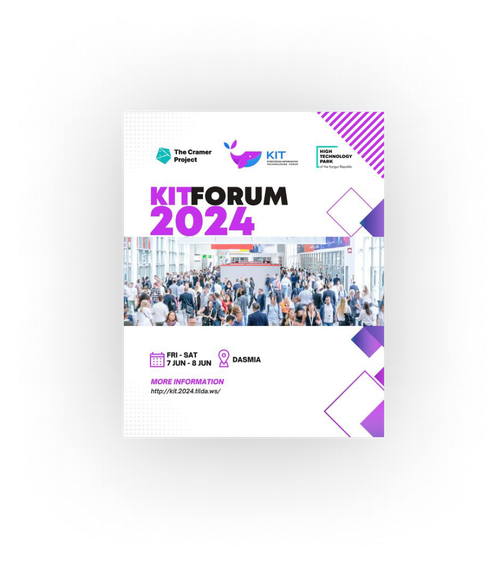 The Cramer
Project
KIT
HIGH
TECHNOLOGY
PARK
of the Kyrgyz Republic
KITFORUM
2024
FRI - SAT
7 JUN - 8 JUN
DASMIA
MORE INFORMATION
http://kit.2024.tilda.ws/